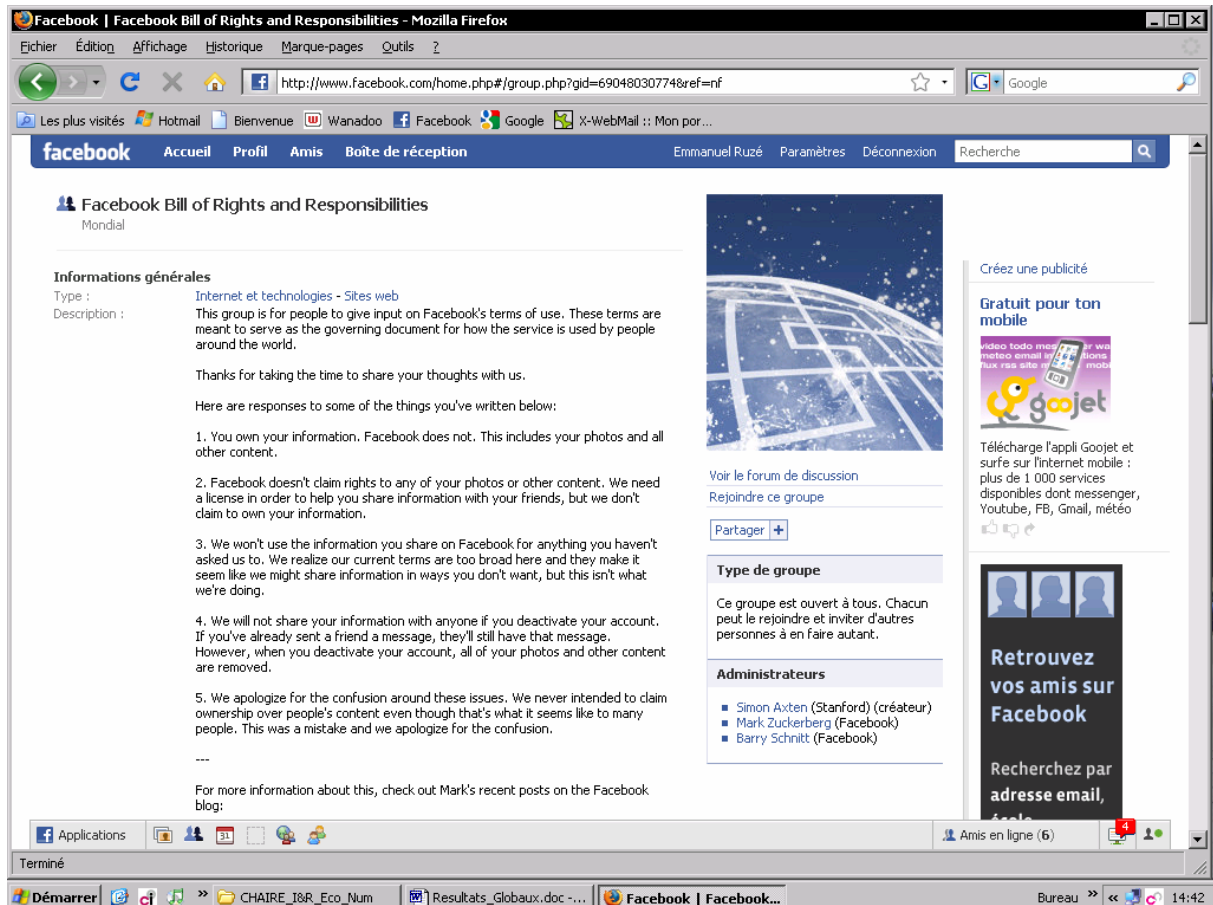 Facebook | Facebook Bill of Rights and Responsibilities - Mozilla Firefox
Fichier Édition Affichage Historique Marque-pages Outils ?
http://www.facebook.com/home.php#/group.php?gid=69048030774&ref=nf
Google
Les plus visités Hotmail Bienvenue Wanadoo Facebook Google X-WebMail :: Mon por...
facebook Accueil Profil Amis Boîte de réception Emmanuel Ruzé Paramètres Déconnexion Recherche
Facebook Bill of Rights and Responsibilities
Mondial
Informations générales
Type : Internet et technologies - Sites web
Description : This group is for people to give input on Facebook's terms of use. These terms are
meant to serve as the governing document for how the service is used by people
around the world.
Thanks for taking the time to share your thoughts with us.
Here are responses to some of the things you've written below:
1. You own your information. Facebook does not. This includes your photos and all
other content.
2. Facebook doesn't claim rights to any of your photos or other content. We need
a license in order to help you share information with your friends, but we don't
claim to own your information.
3. We won't use the information you share on Facebook for anything you haven't
asked us to. We realize our current terms are too broad here and they make it
seem like we might share information in ways you don't want, but this isn't what
we're doing.
4. We will not share your information with anyone if you deactivate your account.
If you've already sent a friend a message, they'll still have that message.
However, when you deactivate your account, all of your photos and other content
are removed.
5. We apologize for the confusion around these issues. We never intended to claim
ownership over people's content even though that's what it seems like to many
people. This was a mistake and we apologize for the confusion.
---
For more information about this, check out Mark's recent posts on the Facebook
blog:
Voir le forum de discussion
Rejoindre ce groupe
Partager +
Type de groupe
Ce groupe est ouvert à tous. Chacun
peut le rejoindre et inviter d'autres
personnes à en faire autant.
Administrateurs
Simon Axten (Stanford) (créateur)
Mark Zuckerberg (Facebook)
Barry Schnitt (Facebook)
Créez une publicité
Gratuit pour ton
mobile
goojet
Télécharge l'appli Goojet et
surfe sur l'internet mobile :
plus de 1 000 services
disponibles dont messenger,
Youtube, FB, Gmail, météo
Retrouvez
vos amis sur
Facebook
Recherchez par
adresse email,
Applications 31 Amis en ligne (6) 4
Terminé
Démarrer CHAIRE_I&R_Eco_Num Resultats_Globaux.doc -... Facebook | Facebook... Bureau 14:42